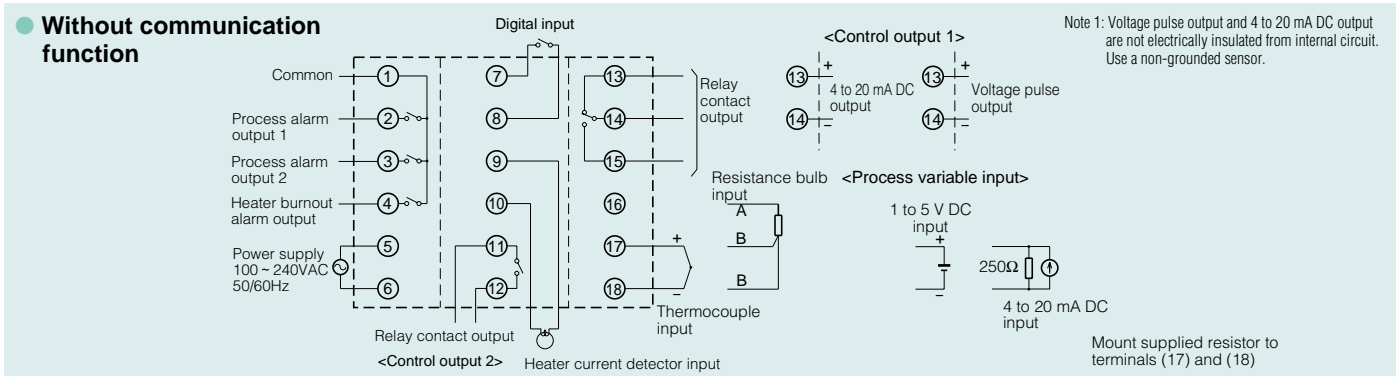 Without communication
function
Digital input
Common
Process alarm
output 1
Process alarm
output 2
Heater burnout
alarm output
Power supply
100 ~ 240VAC
50/60Hz
1
2
3
4
5
6
7
8
9
10
11
12
13
14
15
16
17
18
Relay
contact
output
+
−
Thermocouple
input
Relay contact output
<Control output 2>
Heater current detector input
<Control output 1>
13
+
4 to 20 mA DC
output
14
−
13
+
Voltage pulse
output
14
−
Note 1: Voltage pulse output and 4 to 20 mA DC output
are not electrically insulated from internal circuit.
Use a non-grounded sensor.
Resistance bulb
input
A
B
B
<Process variable input>
1 to 5 V DC
input
+
−
250Ω
4 to 20 mA DC
input
Mount supplied resistor to
terminals (17) and (18)